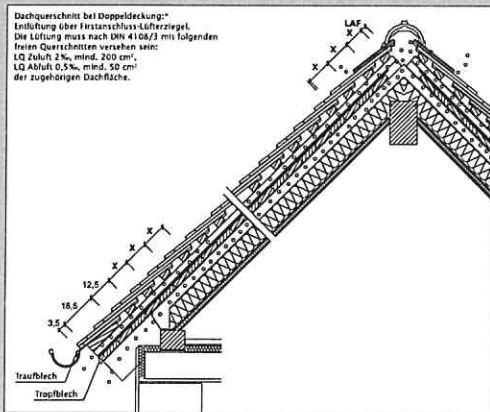 Dachquerschnitt bei Doppeldeckung:*
Entlüftung über Firstanschluss-Lüfterziegel.
Die Lüftung muss nach DIN 4108/3 mit folgenden
freien Querschnitten versehen sein:
LQ Zuluft 2‰, mind. 200 cm²,
LQ Abluft 0,5‰, mind. 50 cm²
der zugehörigen Dachfläche.
LAF
X
X
X
X
X
X
12,5
16,5
3,5
Traufblech
Tropfblech